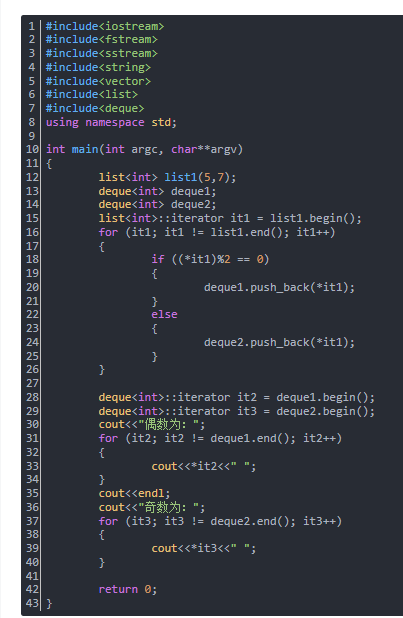 1 #include<iostream>
2 #include<fstream>
3 #include<sstream>
4 #include<string>
5 #include<vector>
6 #include<list>
7 #include<deque>
8 using namespace std;
9
10 int main(int argc, char**argv)
11 {
12 list<int> list1(5,7);
13 deque<int> deque1;
14 deque<int> deque2;
15 list<int>::iterator it1 = list1.begin();
16 for (it1; it1 != list1.end(); it1++)
17 {
18 if ((*it1)%2 == 0)
19 {
20 deque1.push_back(*it1);
21 }
22 else
23 {
24 deque2.push_back(*it1);
25 }
26 }
27
28 deque<int>::iterator it2 = deque1.begin();
29 deque<int>::iterator it3 = deque2.begin();
30 cout<<"偶数为: ";
31 for (it2; it2 != deque1.end(); it2++)
32 {
33 cout<<*it2<<" ";
34 }
35 cout<<endl;
36 cout<<"奇数为: ";
37 for (it3; it3 != deque2.end(); it3++)
38 {
39 cout<<*it3<<" ";
40 }
41
42 return 0;
43 }